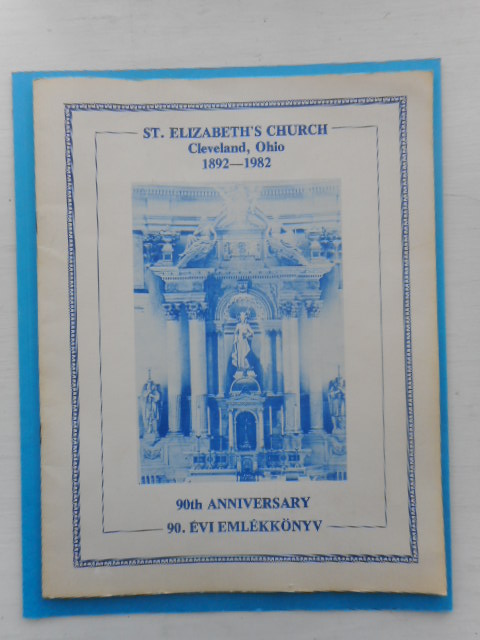 ST. ELIZABETH'S CHURCH
Cleveland, Ohio
1892—1982
90th ANNIVERSARY
90. ÉVI EMLÉKKÖNYV